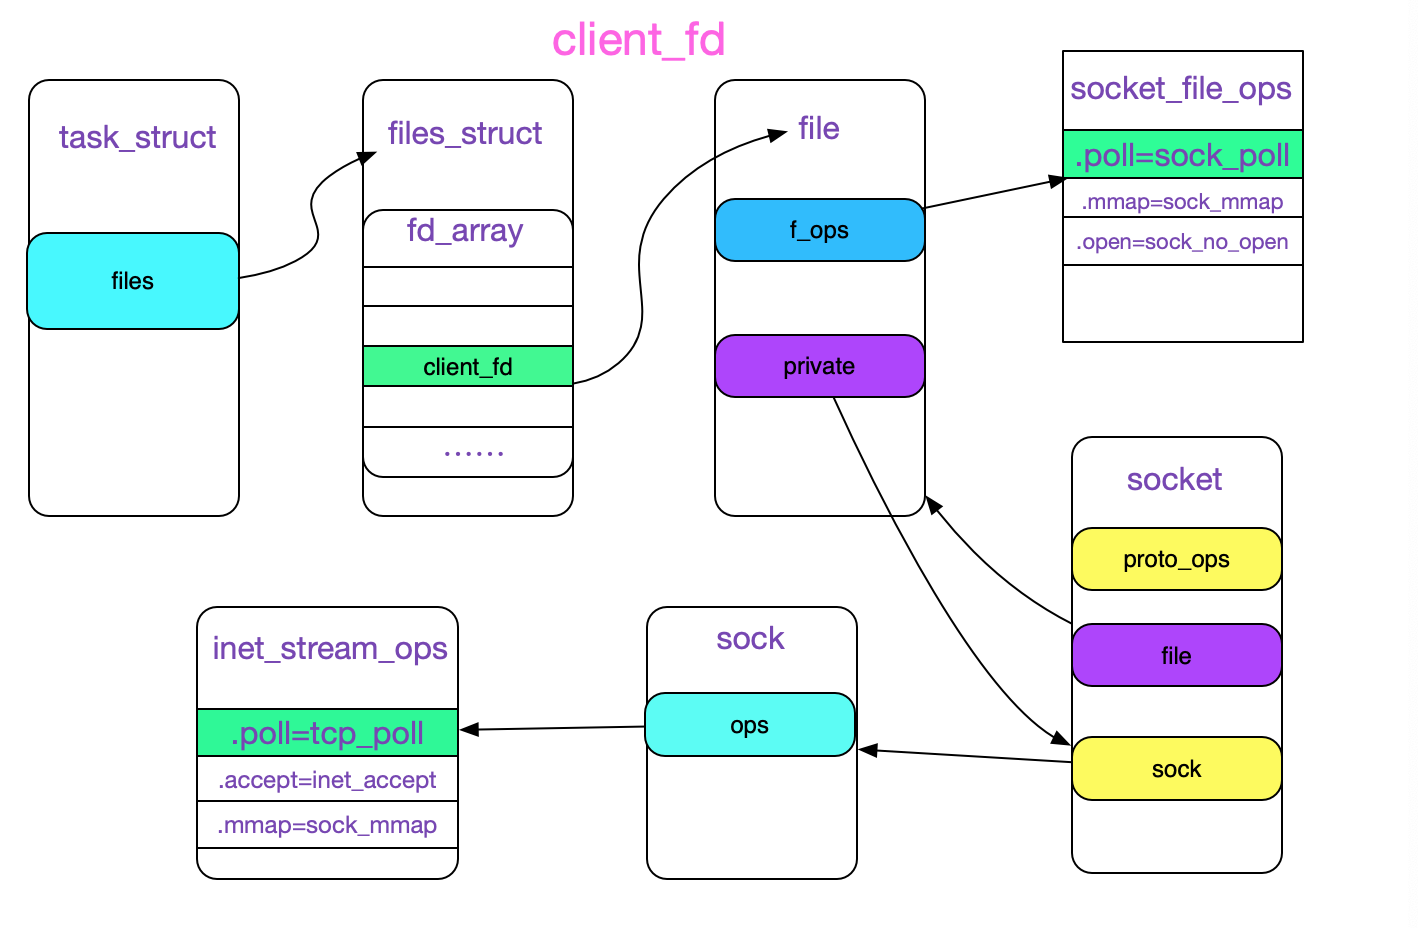 client_fd
task_struct
files
files_struct
fd_array
client_fd
......
file
f_ops
private
socket_file_ops
.poll=sock_poll
.mmap=sock_mmap
.open=sock_no_open
socket
proto_ops
file
sock
sock
ops
inet_stream_ops
.poll=tcp_poll
.accept=inet_accept
.mmap=sock_mmap